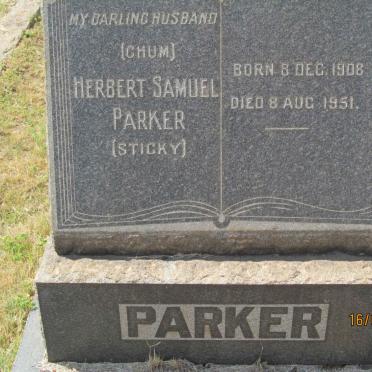 MY DARLING HUSBAND
(CHUM)
HERBERT SAMUEL
PARKER
(STICKY)
BORN 8 DEC. 1908
DIED 8 AUG. 1951.
PARKER
16/